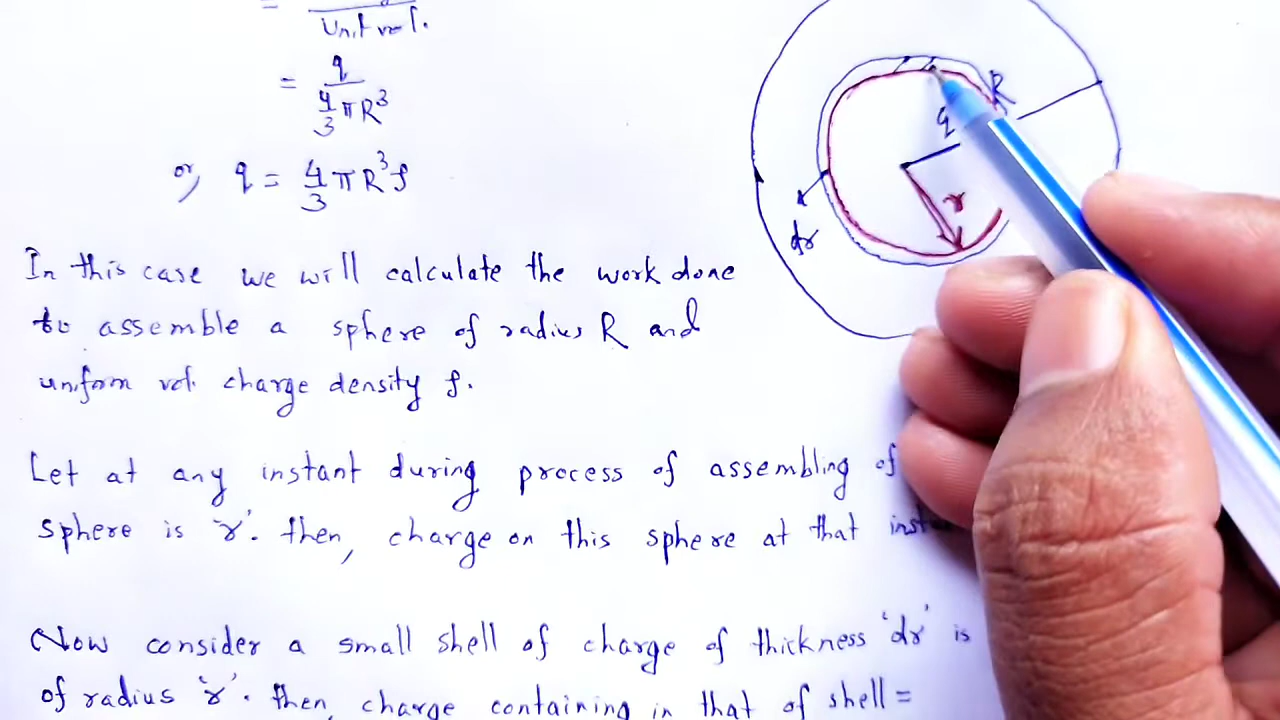 =
Unit vol.
= q / 4/3 πR³
or, q = 4/3 πR³ρ
In this case we will calculate the work done
to assemble a sphere of radius R and
uniform vol. charge density ρ.
Let at any instant during process of assembling of
sphere is 'r'. then, charge on this sphere at that
Now consider a small shell of charge of thickness 'dr' is
of radius 'r'. then, charge containing in that of shell =
R
q
r
dr